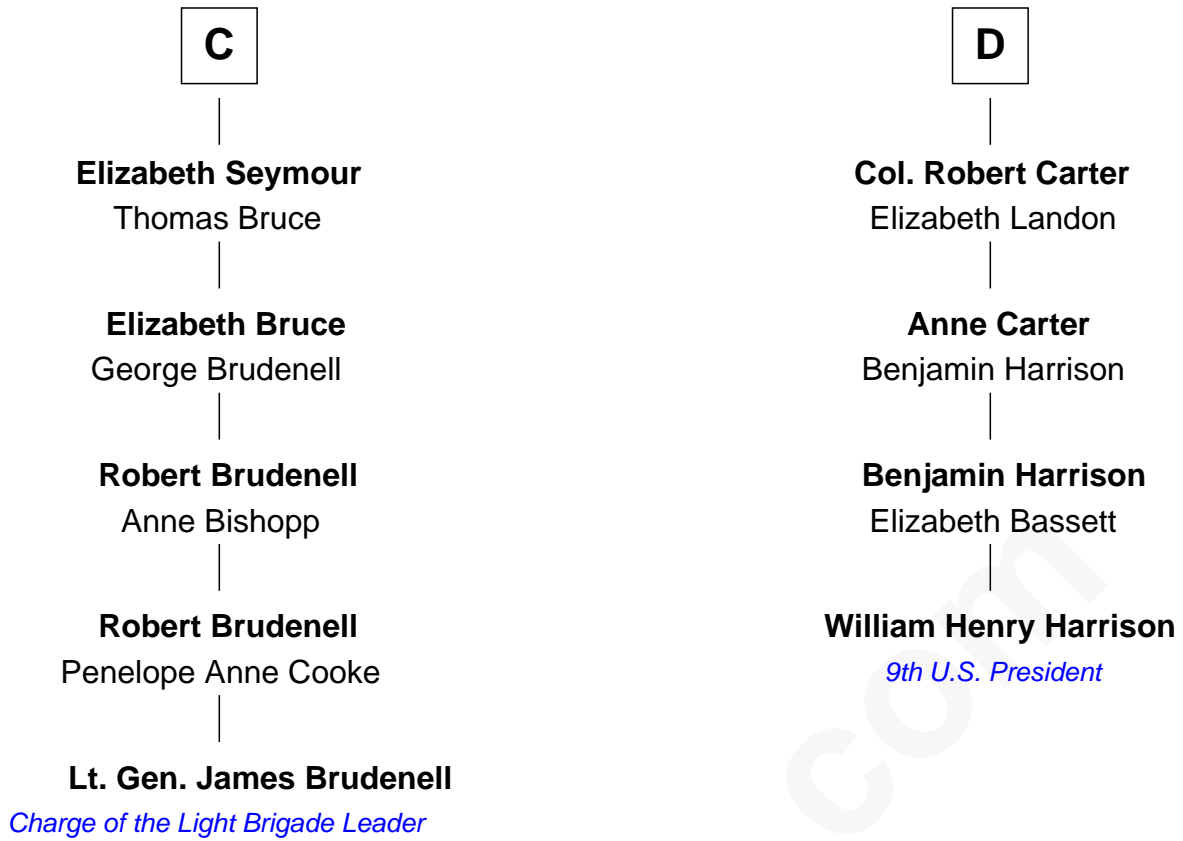 C
Elizabeth Seymour
Thomas Bruce
Elizabeth Bruce
George Brudenell
Robert Brudenell
Anne Bishopp
Robert Brudenell
Penelope Anne Cooke
Lt. Gen. James Brudenell
Charge of the Light Brigade Leader
D
Col. Robert Carter
Elizabeth Landon
Anne Carter
Benjamin Harrison
Benjamin Harrison
Elizabeth Bassett
William Henry Harrison
9th U.S. President
com